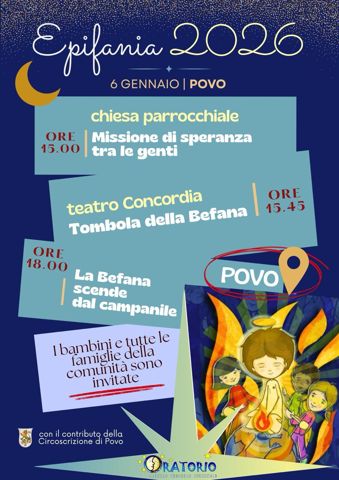 Epifania 2026
6 GENNAIO | POVO
chiesa parrocchiale
ORE
15.00
Missione di speranza
tra le genti
teatro Concordia
Tombola della Befana
ORE
15.45
ORE
18.00
La Befana
scende
dal campanile
POVO
I bambini e tutte le
famiglie della
comunità sono
invitate
con il contributo della
Circoscrizione di Povo
ORATORIO